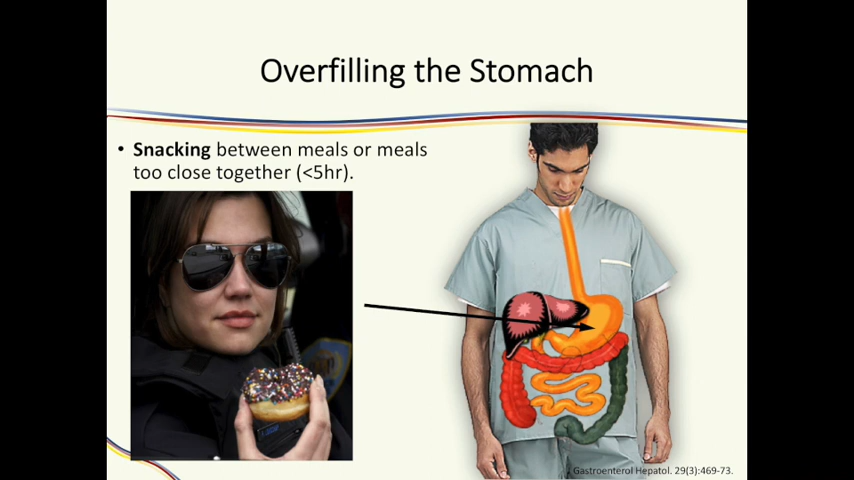 Overfilling the Stomach
• Snacking between meals or meals
too close together (<5hr).
Gastroenterol Hepatol. 29(3):469-73.